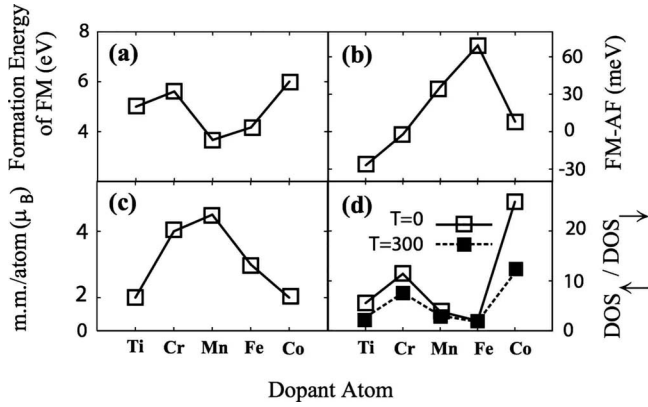 Formation Energy
of FM (eV)
8
6
4
(a)
(b)
60
30
0
-30
FM-AF (meV)
m.m./atom (μB)
4
2
0
(c)
(d)
T=0
T=300
20
10
0
DOS← / DOS→
Ti Cr Mn Fe Co
Ti Cr Mn Fe Co
Dopant Atom